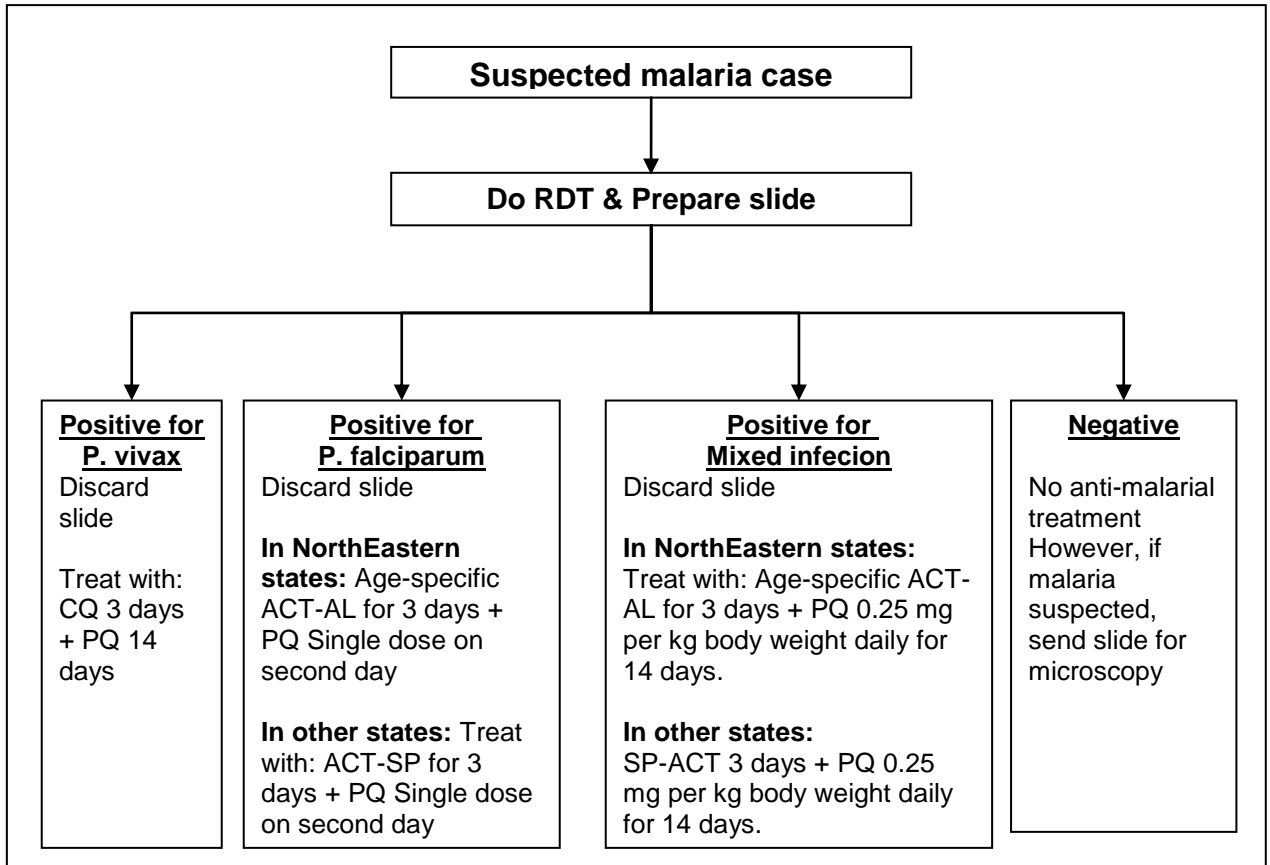 Suspected malaria case
Do RDT & Prepare slide
Positive for
P. vivax
Discard
slide
Treat with:
CQ 3 days
+ PQ 14
days
Positive for
P. falciparum
Discard slide
In NorthEastern
states: Age-specific
ACT-AL for 3 days +
PQ Single dose on
second day
In other states: Treat
with: ACT-SP for 3
days + PQ Single dose
on second day
Positive for
Mixed infecion
Discard slide
In NorthEastern states:
Treat with: Age-specific ACT-
AL for 3 days + PQ 0.25 mg
per kg body weight daily for
14 days.
In other states:
SP-ACT 3 days + PQ 0.25
mg per kg body weight daily
for 14 days.
Negative
No anti-malarial
treatment
However, if
malaria
suspected,
send slide for
microscopy